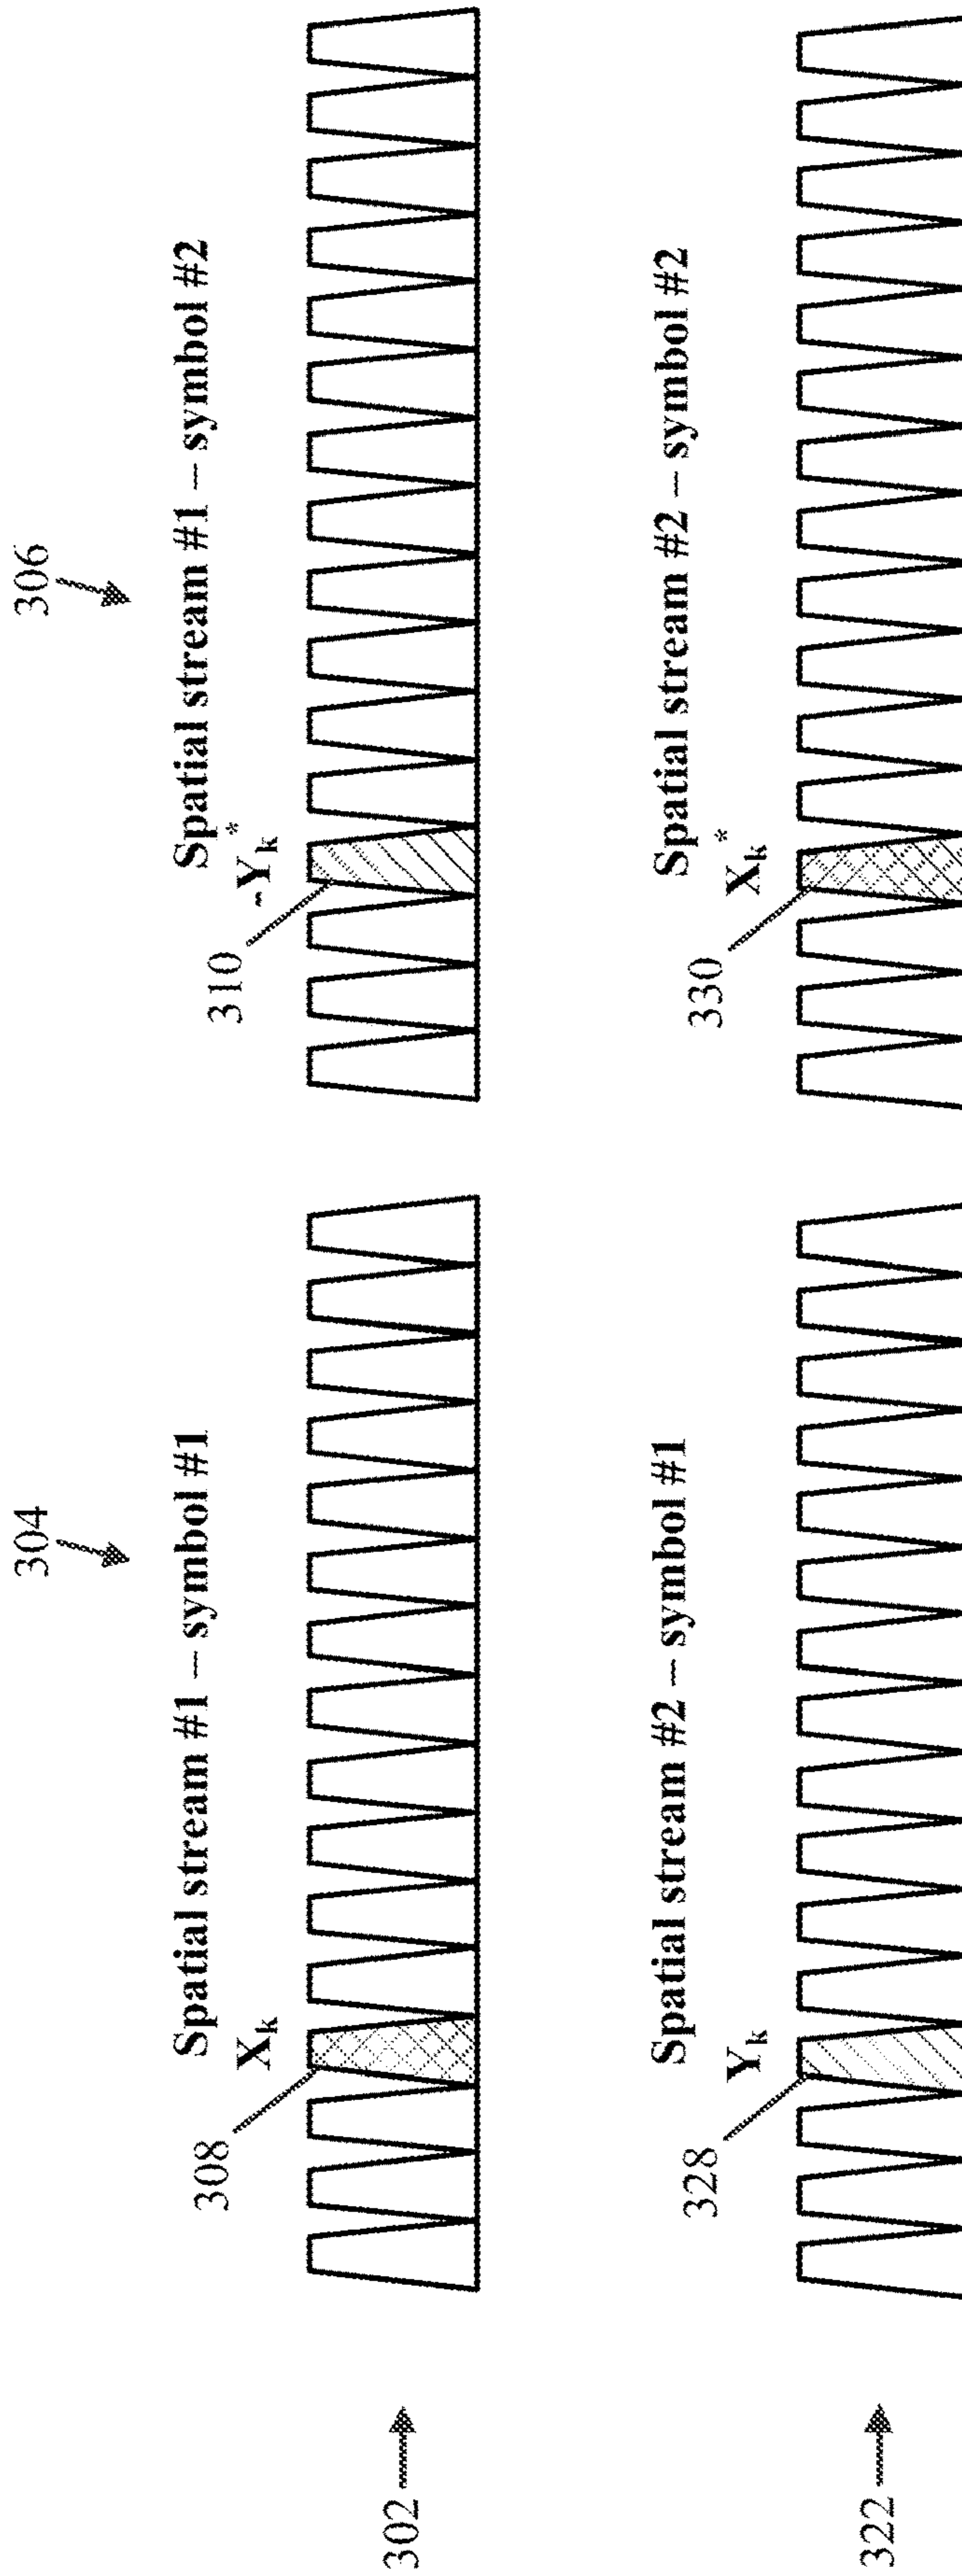 304
306
Spatial stream #1 – symbol #1
Spatial stream #1 – symbol #2
X_k
-Y_k^*
308
310
302
Spatial stream #2 – symbol #1
Spatial stream #2 – symbol #2
Y_k
X_k^*
328
330
322